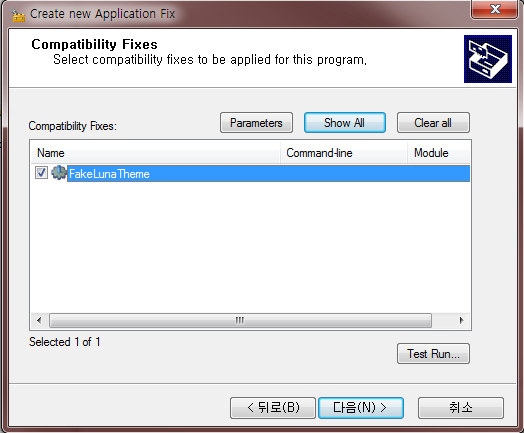 Create new Application Fix
Compatibility Fixes
Select compatibility fixes to be applied for this program.
Compatibility Fixes:
Parameters
Show All
Clear all
Name Command-line Module
FakeLunaTheme
Selected 1 of 1
Test Run...
< 뒤로(B)
다음(N) >
취소